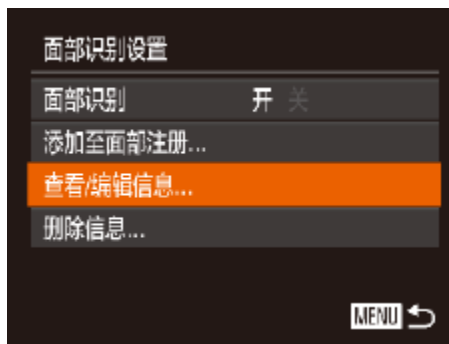 面部识别设置
面部识别 开 关
添加至面部注册...
查看/编辑信息...
删除信息...
MENU